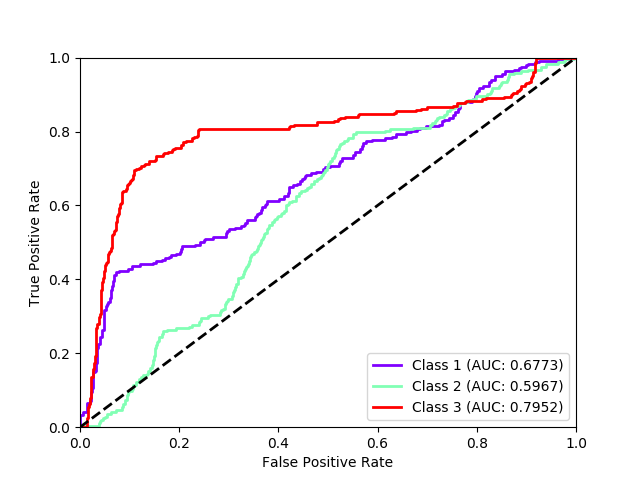 1.0
0.8
0.6
0.4
0.2
0.0
True Positive Rate
Class 1 (AUC: 0.6773)
Class 2 (AUC: 0.5967)
Class 3 (AUC: 0.7952)
0.0 0.2 0.4 0.6 0.8 1.0
False Positive Rate